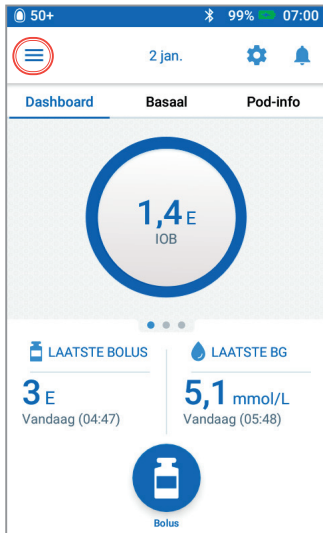 50+ 99% 07:00
2 jan.
Dashboard Basaal Pod-info
1,4 E
IOB
LAATSTE BOLUS LAATSTE BG
3 E 5,1 mmol/L
Vandaag (04:47) Vandaag (05:48)
Bolus